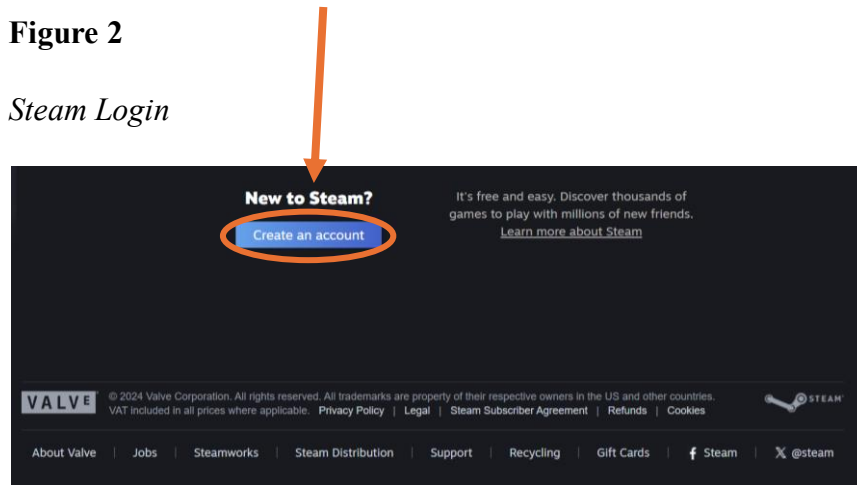 Figure 2
Steam Login
New to Steam?
Create an account
It's free and easy. Discover thousands of
games to play with millions of new friends.
Learn more about Steam
VALVE
© 2024 Valve Corporation. All rights reserved. All trademarks are property of their respective owners in the US and other countries.
VAT included in all prices where applicable. Privacy Policy | Legal | Steam Subscriber Agreement | Refunds | Cookies
STEAM
About Valve | Jobs | Steamworks | Steam Distribution | Support | Recycling | Gift Cards | f Steam | X @steam